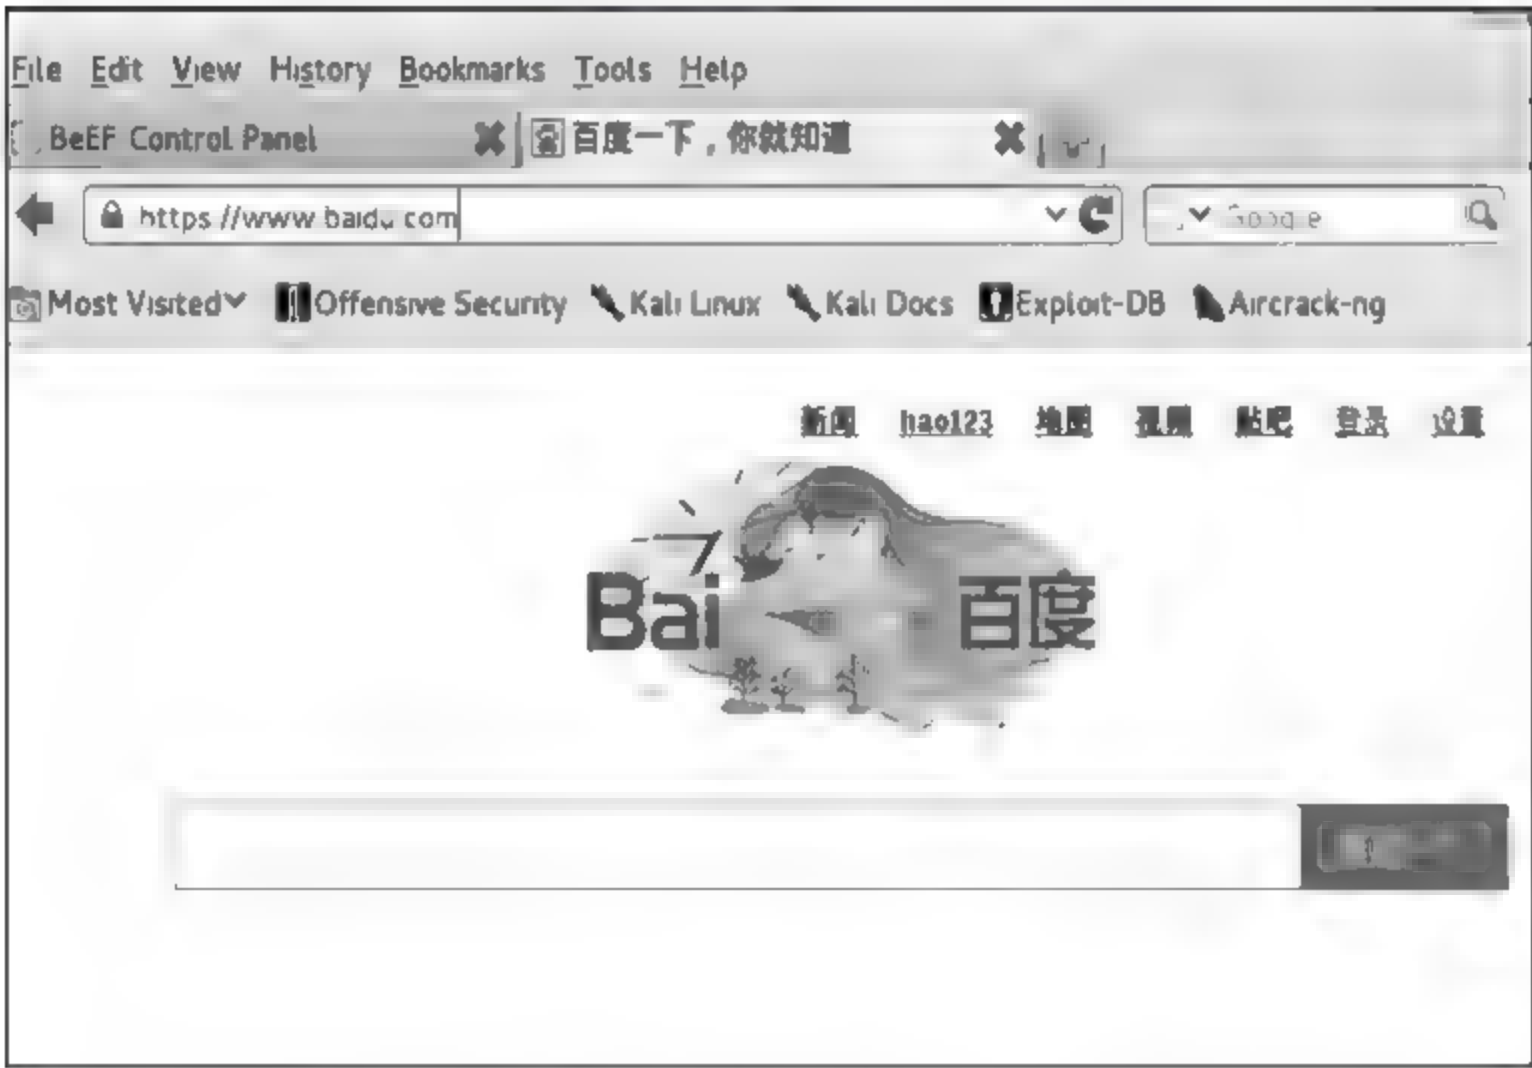 File Edit View History Bookmarks Tools Help
BeEF Control Panel 百度一下，你就知道
https://www.baidu.com Google
Most Visited Offensive Security Kali Linux Kali Docs Exploit-DB Aircrack-ng
新闻 hao123 地图 视频 贴吧 登录 设置
Bai 百度